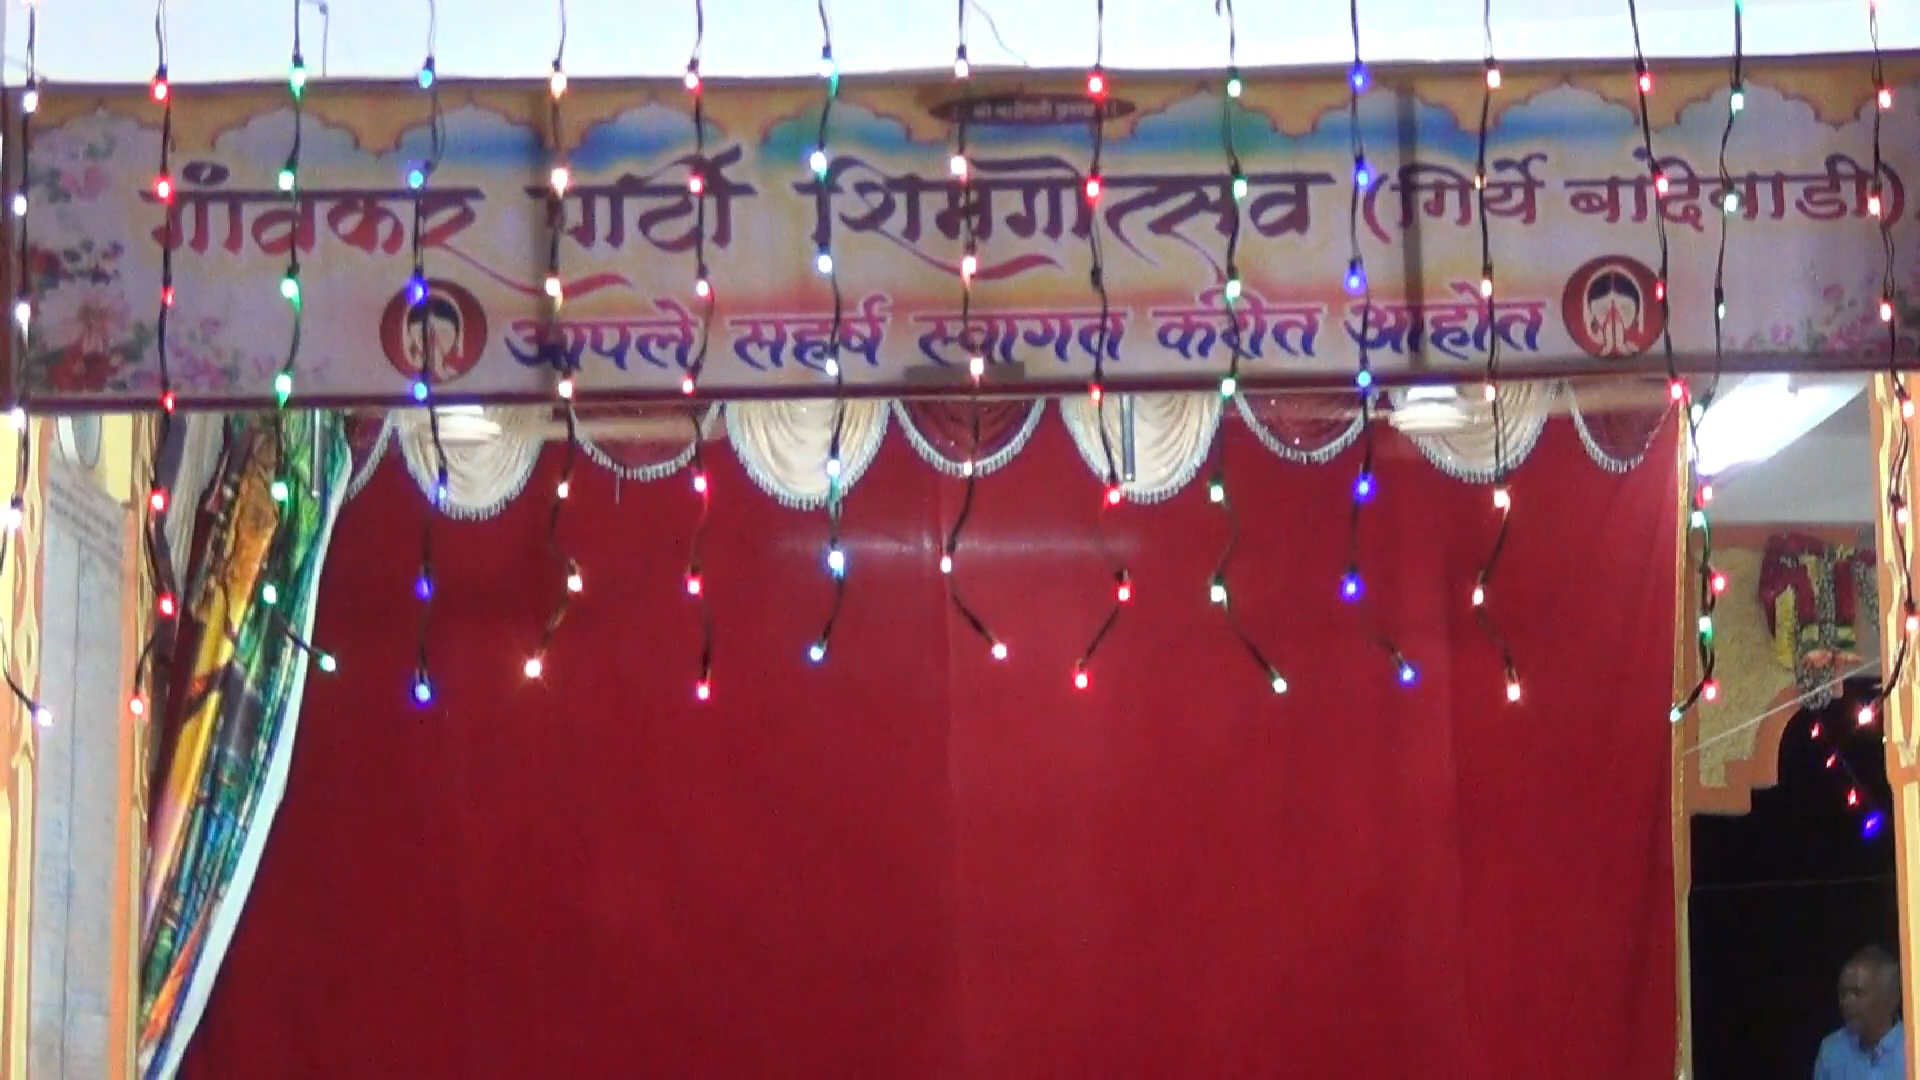 गांवकर पार्टी शिमगोत्सव (गिर्ये बांदेवाडी)
आपले सहर्ष स्वागत करीत आहोत